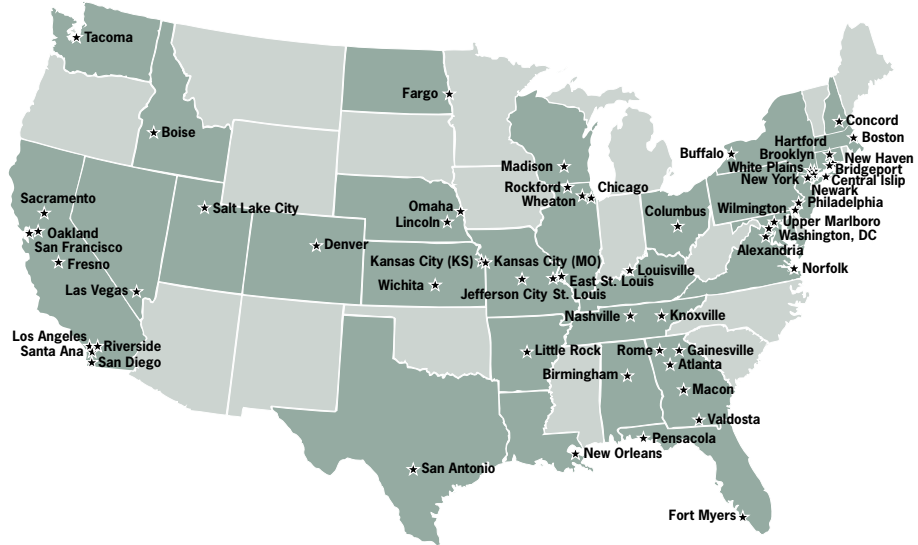 Tacoma
Fargo
Boise
Concord
Boston
Hartford
Buffalo
Brooklyn
New Haven
Madison
White Plains
Bridgeport
New York
Central Islip
Rockford
Chicago
Newark
Wheaton
Sacramento
Salt Lake City
Omaha
Columbus
Wilmington
Philadelphia
Lincoln
Upper Marlboro
Oakland
Washington, DC
San Francisco
Denver
Alexandria
Fresno
Kansas City (KS)
Kansas City (MO)
Louisville
Norfolk
Las Vegas
Wichita
East St. Louis
Jefferson City
St. Louis
Nashville
Knoxville
Los Angeles
Riverside
Santa Ana
San Diego
Little Rock
Rome
Gainesville
Atlanta
Birmingham
Macon
Valdosta
Pensacola
New Orleans
San Antonio
Fort Myers